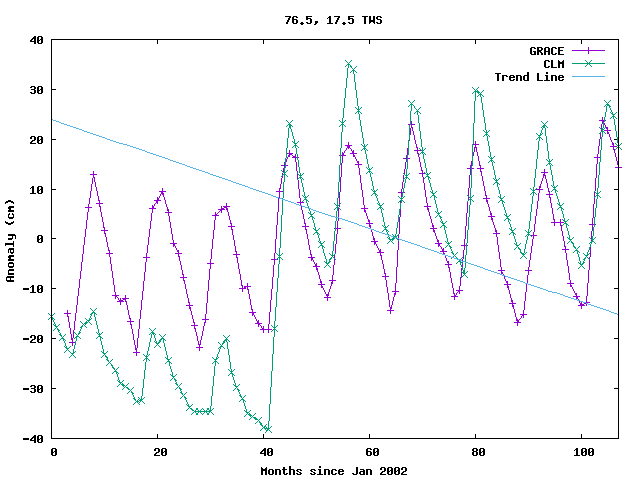 76.5, 17.5 TWS
GRACE
CLM
Trend Line
40
30
20
10
0
-10
-20
-30
-40
Anomaly (cm)
0 20 40 60 80 100
Months since Jan 2002